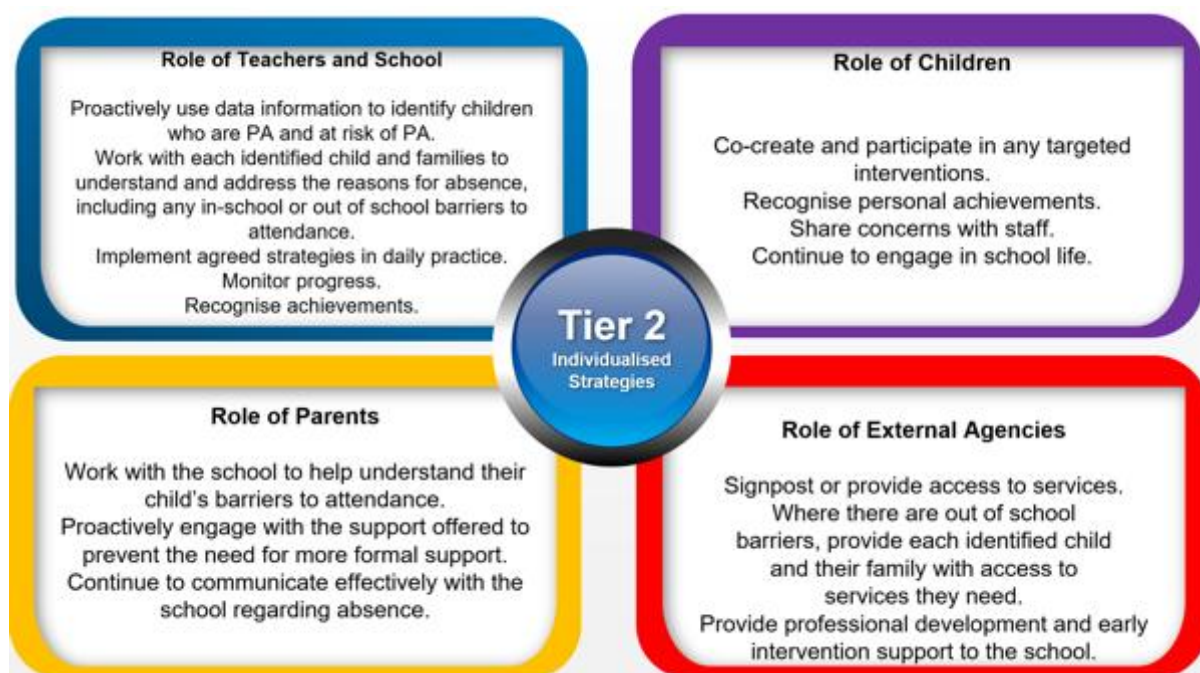 Role of Teachers and School
Proactively use data information to identify children
who are PA and at risk of PA.
Work with each identified child and families to
understand and address the reasons for absence,
including any in-school or out of school barriers to
attendance.
Implement agreed strategies in daily practice.
Monitor progress.
Recognise achievements.
Role of Children
Co-create and participate in any targeted
interventions.
Recognise personal achievements.
Share concerns with staff.
Continue to engage in school life.
Tier 2
Individualised
Strategies
Role of Parents
Work with the school to help understand their
child's barriers to attendance.
Proactively engage with the support offered to
prevent the need for more formal support.
Continue to communicate effectively with the
school regarding absence.
Role of External Agencies
Signpost or provide access to services.
Where there are out of school
barriers, provide each identified child
and their family with access to
services they need.
Provide professional development and early
intervention support to the school.